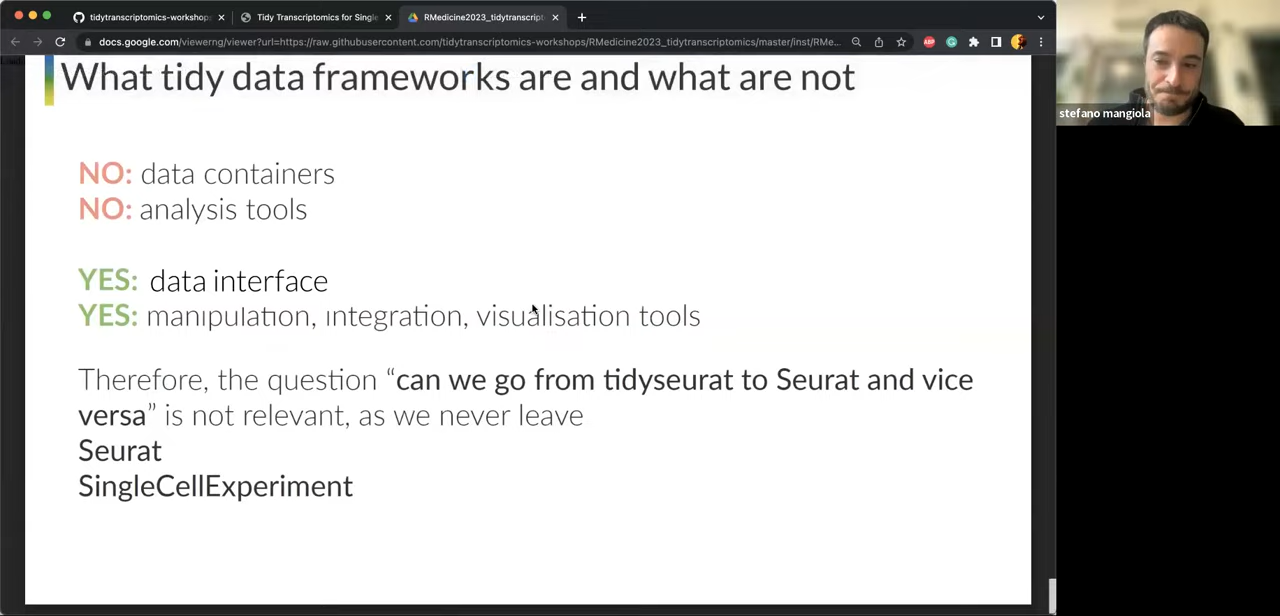 tidytranscriptomics-workshops
Tidy Transcriptomics for Single
RMedicine2023_tidytranscript
docs.google.com/viewerng/viewer?url=https://raw.githubusercontent.com/tidytranscriptomics-workshops/RMedicine2023_tidytranscriptomics/master/inst/RMe...
ABP
What tidy data frameworks are and what are not
stefano mangiola
NO: data containers
NO: analysis tools
YES: data interface
YES: manipulation, integration, visualisation tools
Therefore, the question “can we go from tidyseurat to Seurat and vice
versa” is not relevant, as we never leave
Seurat
SingleCellExperiment